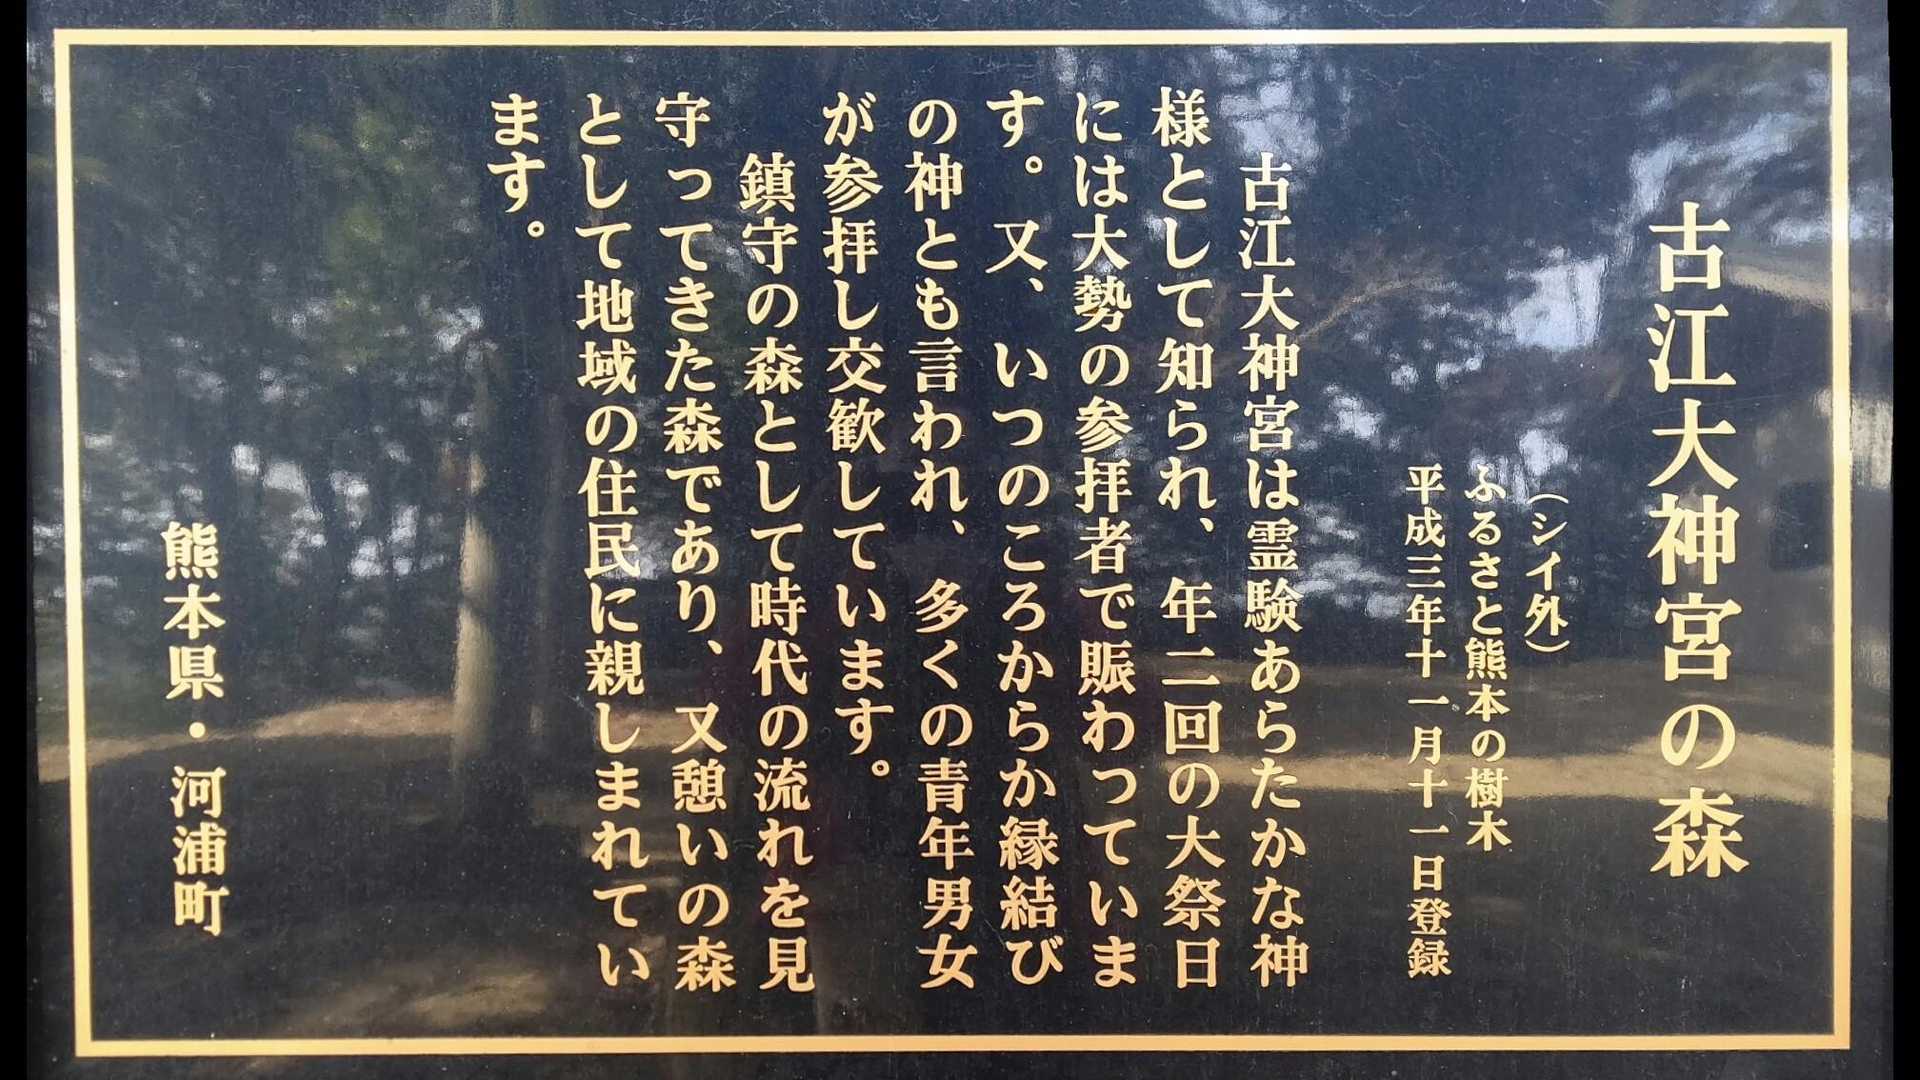 古江大神宮の森
（シイ外）
ふるさと熊本の樹木
平成三年十一月十一日登録
古江大神宮は霊験あらたかな神
様として知られ、年二回の大祭日
には大勢の参拝者で賑わっていま
す。又、いつのころからか縁結び
の神とも言われ、多くの青年男女
が参拝し交歓しています。
鎮守の森として時代の流れを見
守ってきた森であり、又憩いの森
として地域の住民に親しまれてい
ます。
熊本県・河浦町